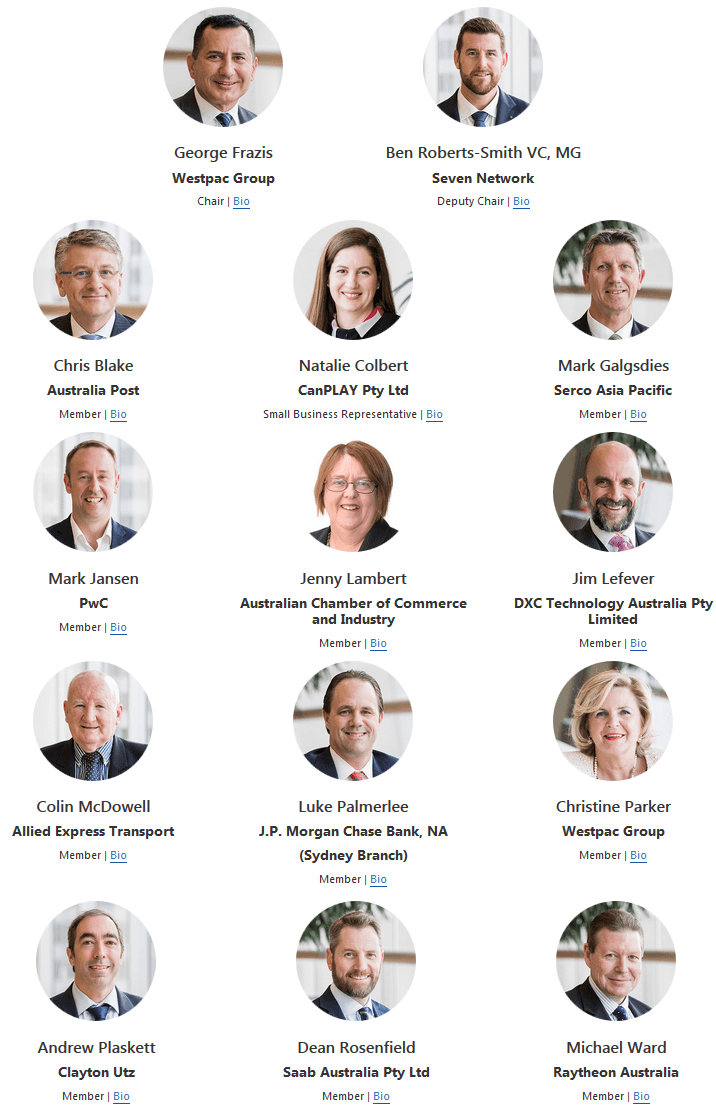 George Frazis
Ben Roberts-Smith VC, MG
Westpac Group
Seven Network
Chair | Bio
Deputy Chair | Bio
Chris Blake
Natalie Colbert
Mark Galgsdies
Australia Post
CanPLAY Pty Ltd
Serco Asia Pacific
Member | Bio
Small Business Representative | Bio
Member | Bio
Mark Jansen
Jenny Lambert
Jim Lefever
PwC
Australian Chamber of Commerce
and Industry
DXC Technology Australia Pty
Limited
Member | Bio
Member | Bio
Member | Bio
Colin McDowell
Luke Palmerlee
Christine Parker
Allied Express Transport
J.P. Morgan Chase Bank, NA
(Sydney Branch)
Westpac Group
Member | Bio
Member | Bio
Member | Bio
Andrew Plaskett
Dean Rosenfield
Michael Ward
Clayton Utz
Saab Australia Pty Ltd
Raytheon Australia
Member | Bio
Member | Bio
Member | Bio